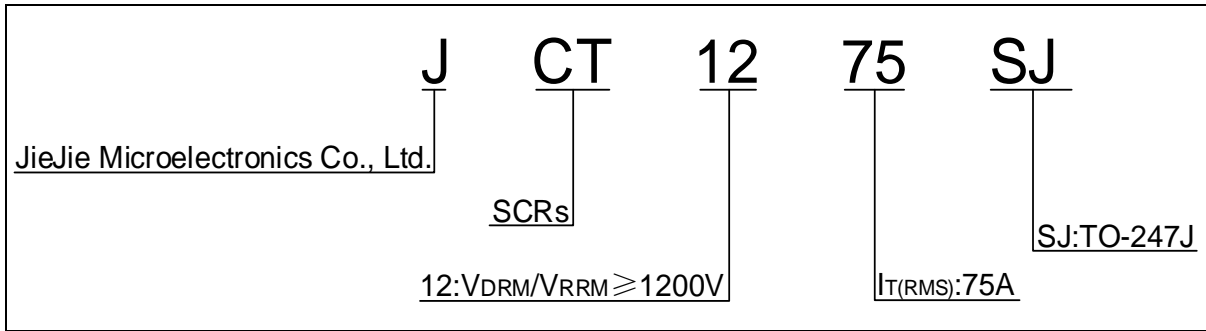 J CT 12 75 SJ
JieJie Microelectronics Co., Ltd.
SCRs
SJ:TO-247J
12:VDRM/VRRM≥1200V
IT(RMS):75A